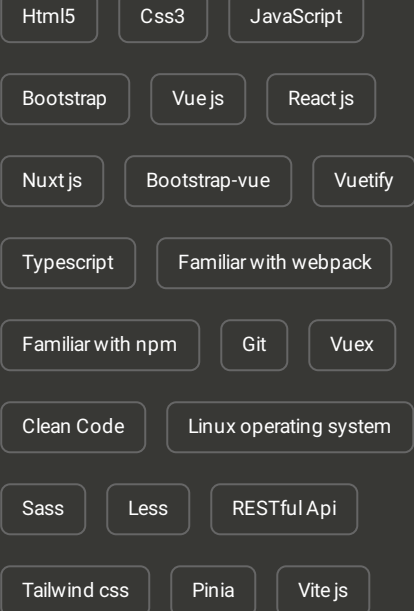 Html5 Css3 JavaScript
Bootstrap Vue js React js
Nuxt js Bootstrap-vue Vuetify
Typescript Familiar with webpack
Familiar with npm Git Vuex
Clean Code Linux operating system
Sass Less RESTful Api
Tailwind css Pinia Vite js